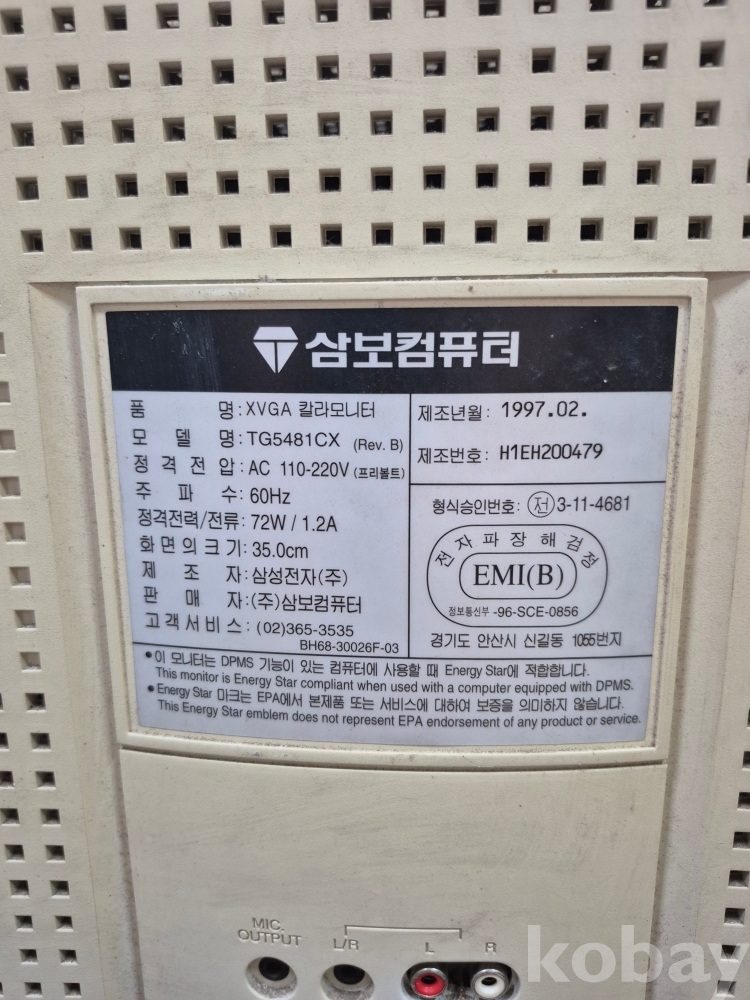 삼보컴퓨터
품 명: XVGA 칼라모니터
모 델 명: TG5481CX (Rev. B)
정 격 전 압: AC 110-220V (프리볼트)
주 파 수: 60Hz
정격전력/전류: 72W / 1.2A
화 면 의 크 기: 35.0cm
제 조 자: 삼성전자(주)
판 매 자: (주)삼보컴퓨터
고 객 서 비 스: (02)365-3535
BH68-30026F-03
제조년월: 1997.02.
제조번호: H1EH200479
형식승인번호: 전 3-11-4681
전 자 파 장 해 검 정
EMI(B)
정보통신부 -96-SCE-0856
경기도 안산시 신길동 1055번지
• 이 모니터는 DPMS 기능이 있는 컴퓨터에 사용할 때 Energy Star에 적합합니다.
This monitor is Energy Star compliant when used with a computer equipped with DPMS.
• Energy Star 마크는 EPA에서 본제품 또는 서비스에 대하여 보증을 의미하지 않습니다.
This Energy Star emblem does not represent EPA endorsement of any product or service.
MIC.
OUTPUT
L/R
L
R
kobay